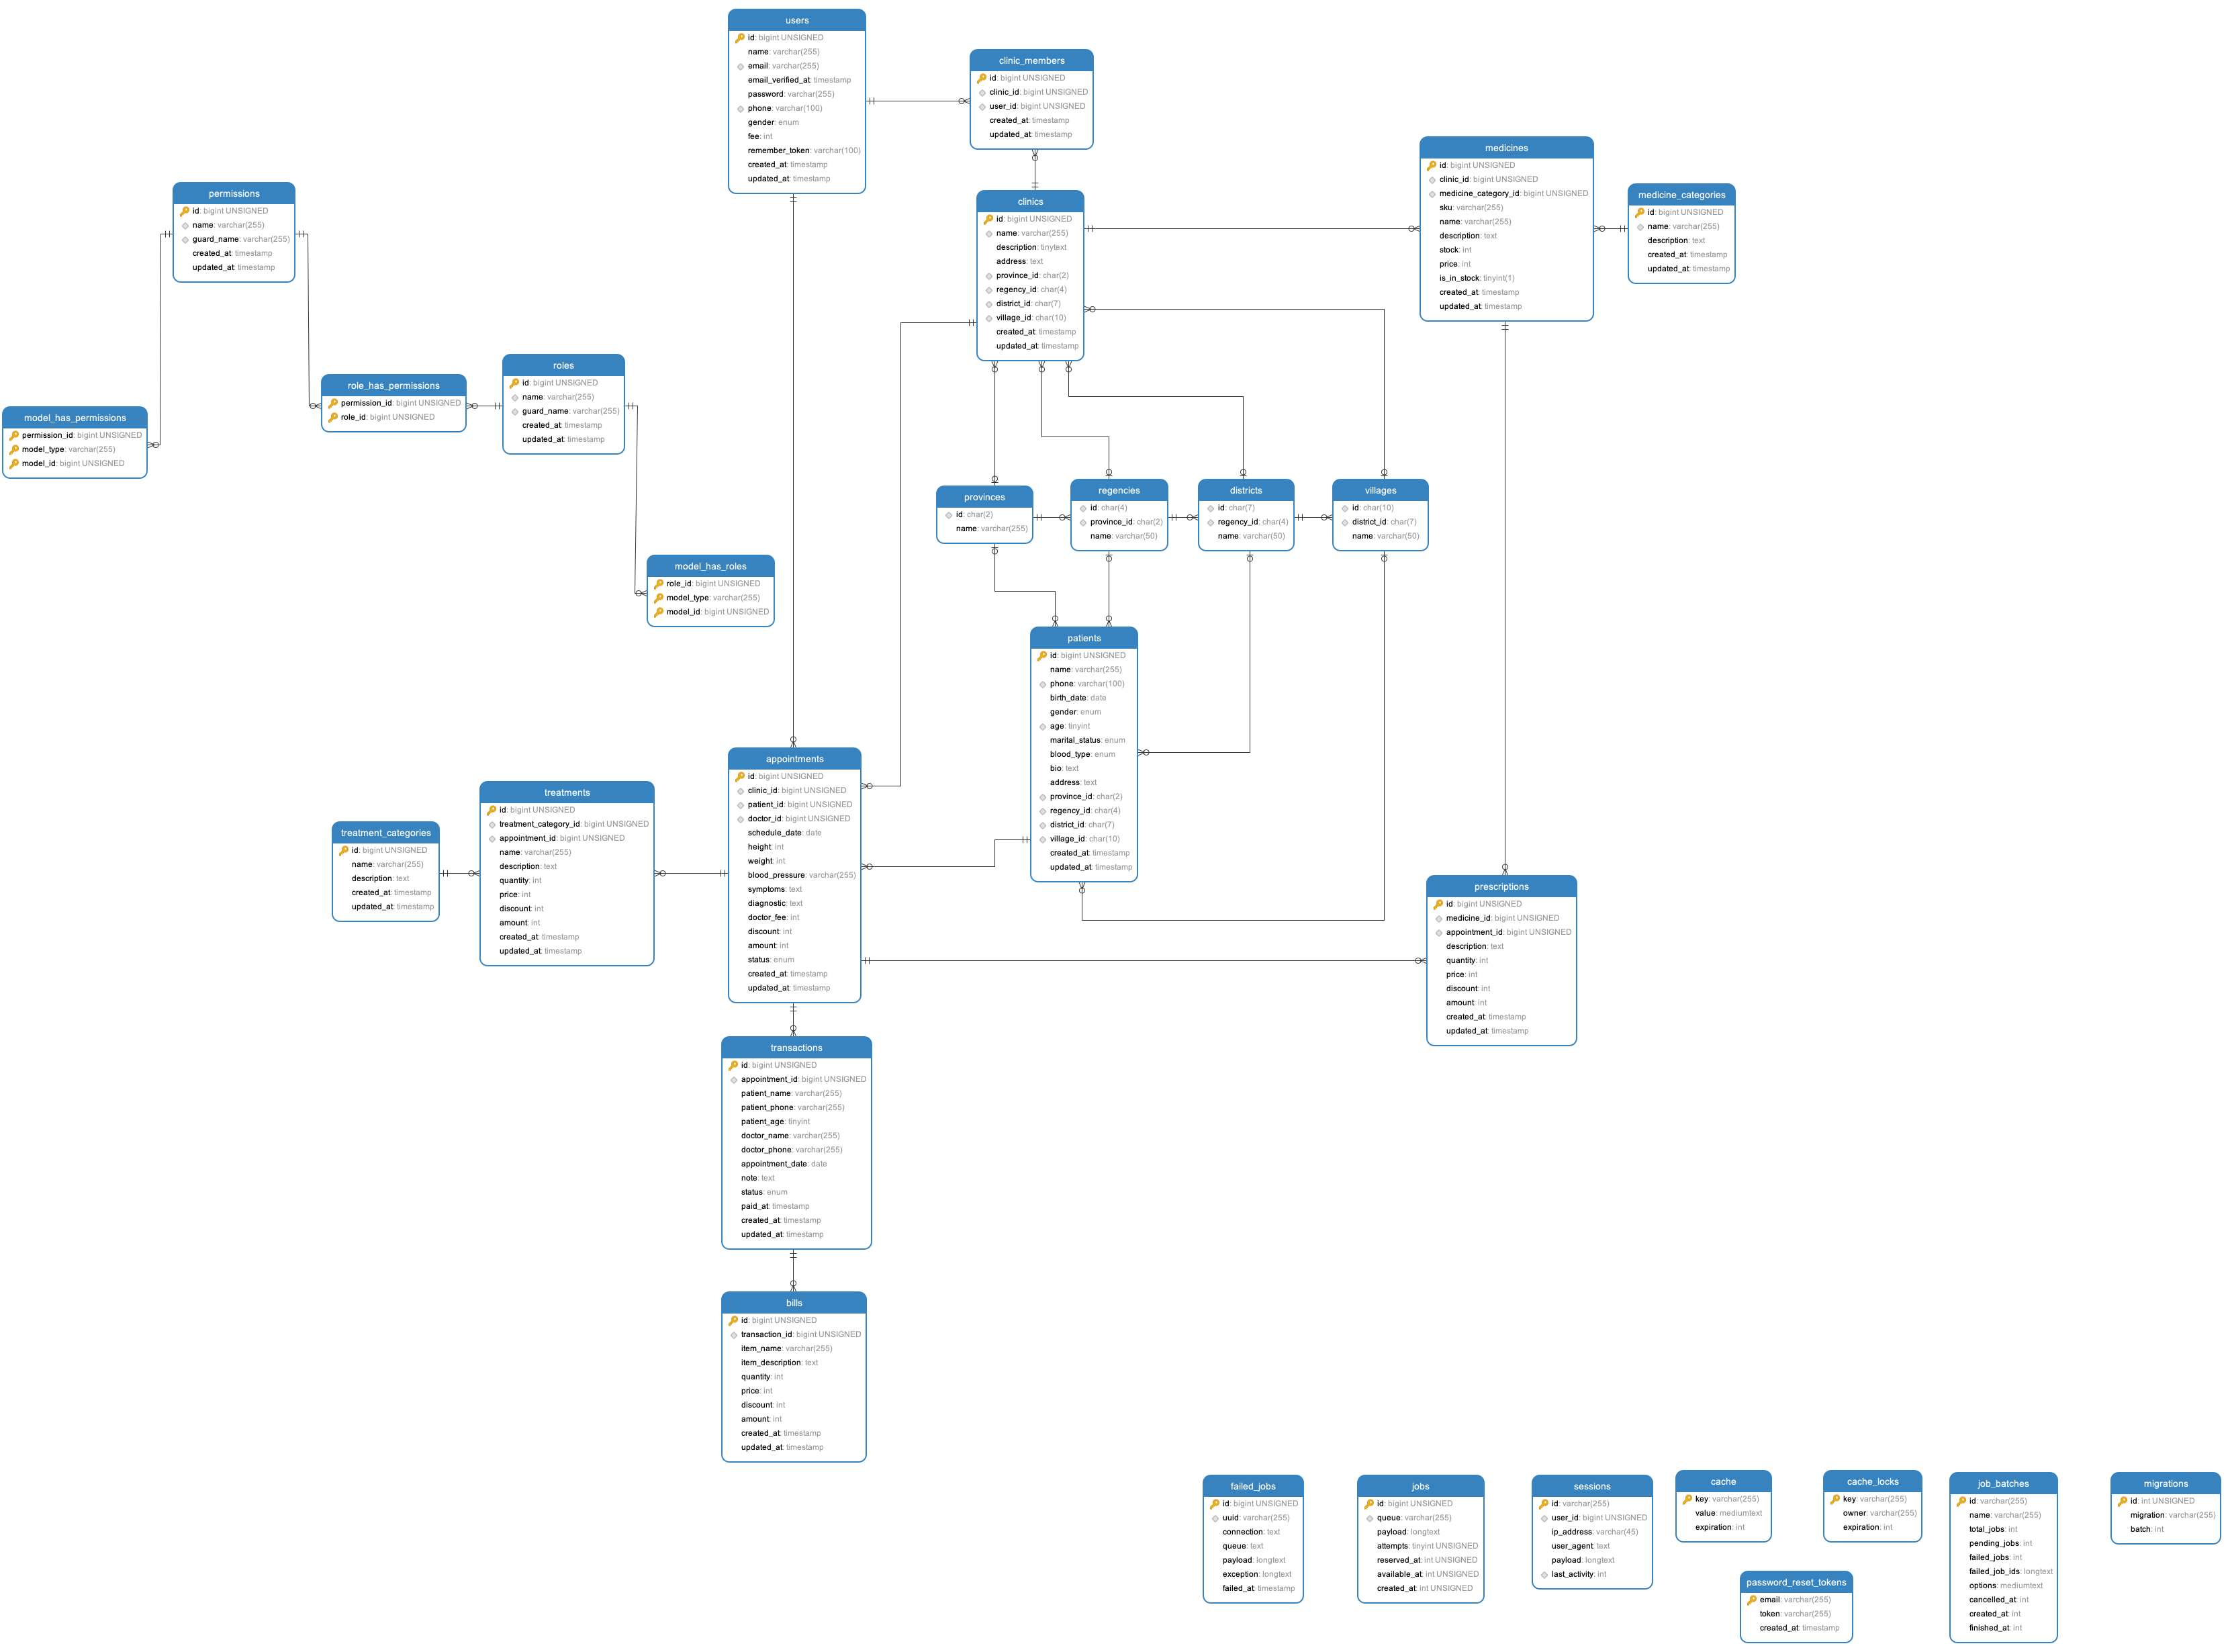 users
id: bigint UNSIGNED
name: varchar(255)
email: varchar(255)
email_verified_at: timestamp
password: varchar(255)
phone: varchar(100)
gender: enum
fee: int
remember_token: varchar(100)
created_at: timestamp
updated_at: timestamp
clinic_members
id: bigint UNSIGNED
clinic_id: bigint UNSIGNED
user_id: bigint UNSIGNED
created_at: timestamp
updated_at: timestamp
medicines
id: bigint UNSIGNED
clinic_id: bigint UNSIGNED
medicine_category_id: bigint UNSIGNED
sku: varchar(255)
name: varchar(255)
description: text
stock: int
price: int
is_in_stock: tinyint(1)
created_at: timestamp
updated_at: timestamp
medicine_categories
id: bigint UNSIGNED
name: varchar(255)
description: text
created_at: timestamp
updated_at: timestamp
permissions
id: bigint UNSIGNED
name: varchar(255)
guard_name: varchar(255)
created_at: timestamp
updated_at: timestamp
clinics
id: bigint UNSIGNED
name: varchar(255)
description: tinytext
address: text
province_id: char(2)
regency_id: char(4)
district_id: char(7)
village_id: char(10)
created_at: timestamp
updated_at: timestamp
roles
id: bigint UNSIGNED
name: varchar(255)
guard_name: varchar(255)
created_at: timestamp
updated_at: timestamp
role_has_permissions
permission_id: bigint UNSIGNED
role_id: bigint UNSIGNED
model_has_permissions
permission_id: bigint UNSIGNED
model_type: varchar(255)
model_id: bigint UNSIGNED
provinces
id: char(2)
name: varchar(255)
regencies
id: char(4)
province_id: char(2)
name: varchar(50)
districts
id: char(7)
regency_id: char(4)
name: varchar(50)
villages
id: char(10)
district_id: char(7)
name: varchar(50)
model_has_roles
role_id: bigint UNSIGNED
model_type: varchar(255)
model_id: bigint UNSIGNED
patients
id: bigint UNSIGNED
name: varchar(255)
phone: varchar(100)
birth_date: date
gender: enum
age: tinyint
marital_status: enum
blood_type: enum
bio: text
address: text
province_id: char(2)
regency_id: char(4)
district_id: char(7)
village_id: char(10)
created_at: timestamp
updated_at: timestamp
appointments
id: bigint UNSIGNED
clinic_id: bigint UNSIGNED
patient_id: bigint UNSIGNED
doctor_id: bigint UNSIGNED
schedule_date: date
height: int
weight: int
blood_pressure: varchar(255)
symptoms: text
diagnostic: text
doctor_fee: int
discount: int
amount: int
status: enum
created_at: timestamp
updated_at: timestamp
treatments
id: bigint UNSIGNED
treatment_category_id: bigint UNSIGNED
appointment_id: bigint UNSIGNED
name: varchar(255)
description: text
quantity: int
price: int
discount: int
amount: int
created_at: timestamp
updated_at: timestamp
treatment_categories
id: bigint UNSIGNED
name: varchar(255)
description: text
created_at: timestamp
updated_at: timestamp
prescriptions
id: bigint UNSIGNED
medicine_id: bigint UNSIGNED
appointment_id: bigint UNSIGNED
description: text
quantity: int
price: int
discount: int
amount: int
created_at: timestamp
updated_at: timestamp
transactions
id: bigint UNSIGNED
appointment_id: bigint UNSIGNED
patient_name: varchar(255)
patient_phone: varchar(255)
patient_age: tinyint
doctor_name: varchar(255)
doctor_phone: varchar(255)
appointment_date: date
note: text
status: enum
paid_at: timestamp
created_at: timestamp
updated_at: timestamp
bills
id: bigint UNSIGNED
transaction_id: bigint UNSIGNED
item_name: varchar(255)
item_description: text
quantity: int
price: int
discount: int
amount: int
created_at: timestamp
updated_at: timestamp
failed_jobs
id: bigint UNSIGNED
uuid: varchar(255)
connection: text
queue: text
payload: longtext
exception: longtext
failed_at: timestamp
jobs
id: bigint UNSIGNED
queue: varchar(255)
payload: longtext
attempts: tinyint UNSIGNED
reserved_at: int UNSIGNED
available_at: int UNSIGNED
created_at: int UNSIGNED
sessions
id: varchar(255)
user_id: bigint UNSIGNED
ip_address: varchar(45)
user_agent: text
payload: longtext
last_activity: int
cache
key: varchar(255)
value: mediumtext
expiration: int
cache_locks
key: varchar(255)
owner: varchar(255)
expiration: int
job_batches
id: varchar(255)
name: varchar(255)
total_jobs: int
pending_jobs: int
failed_jobs: int
failed_job_ids: longtext
options: mediumtext
cancelled_at: int
created_at: int
finished_at: int
migrations
id: int UNSIGNED
migration: varchar(255)
batch: int
password_reset_tokens
email: varchar(255)
token: varchar(255)
created_at: timestamp